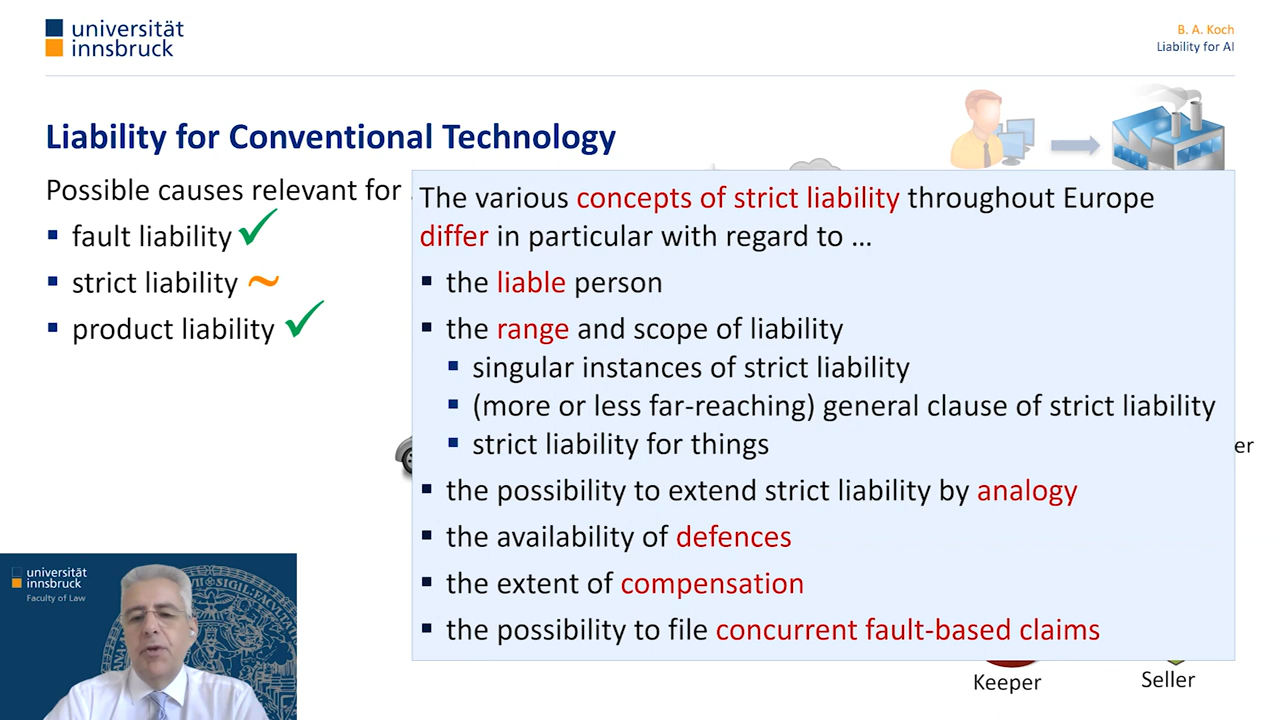 universität
innsbruck
B. A. Koch
Liability for AI
Liability for Conventional Technology
Possible causes relevant for
fault liability
strict liability ~
product liability
The various concepts of strict liability throughout Europe
differ in particular with regard to …
the liable person
the range and scope of liability
singular instances of strict liability
(more or less far-reaching) general clause of strict liability
strict liability for things
the possibility to extend strict liability by analogy
the availability of defences
the extent of compensation
the possibility to file concurrent fault-based claims
er
Keeper
Seller
universität
innsbruck
Faculty of Law